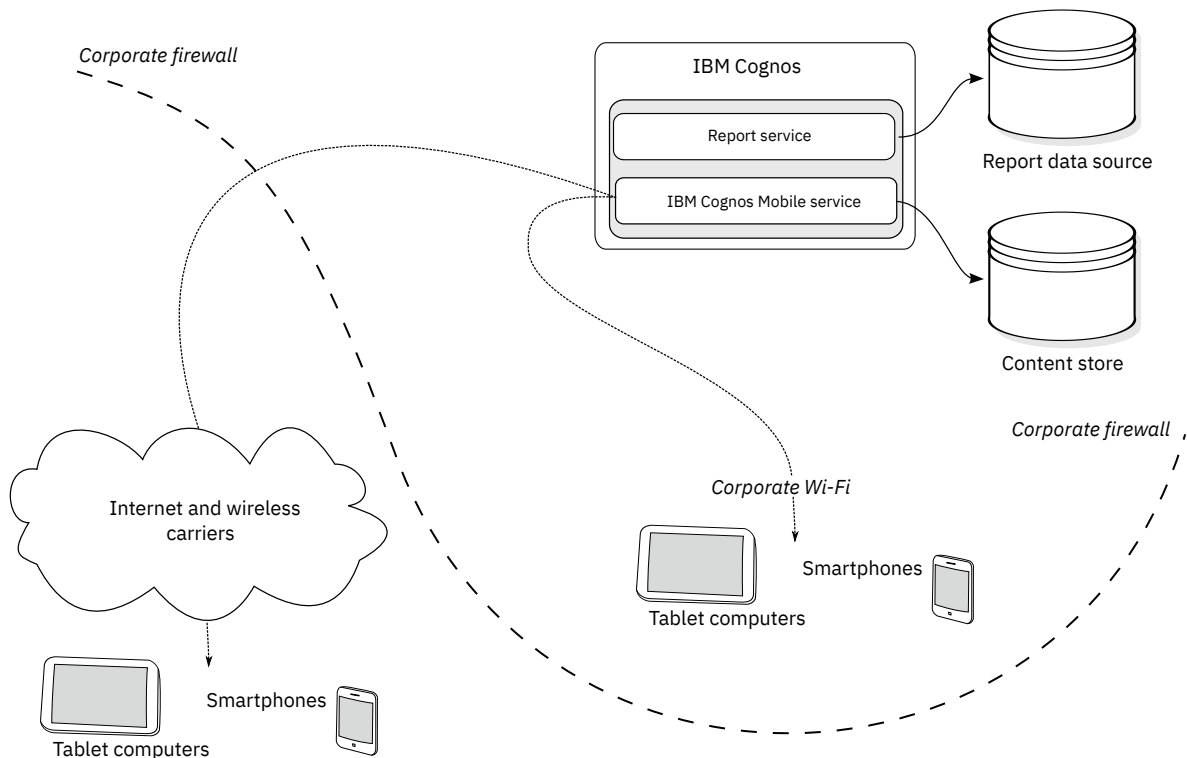 Corporate firewall
IBM Cognos
Report service
IBM Cognos Mobile service
Report data source
Content store
Corporate firewall
Corporate Wi-Fi
Internet and wireless
carriers
Smartphones
Tablet computers
Smartphones
Tablet computers